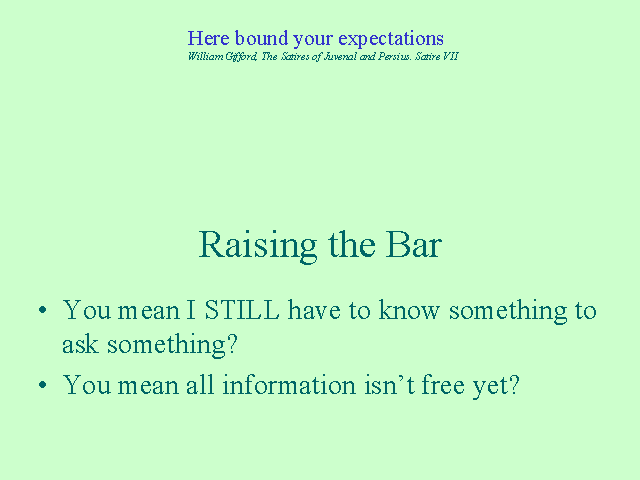 Here bound your expectations
William Gifford, The Satires of Juvenal and Persius. Satire VII
Raising the Bar
• You mean I STILL have to know something to
ask something?
• You mean all information isn't free yet?